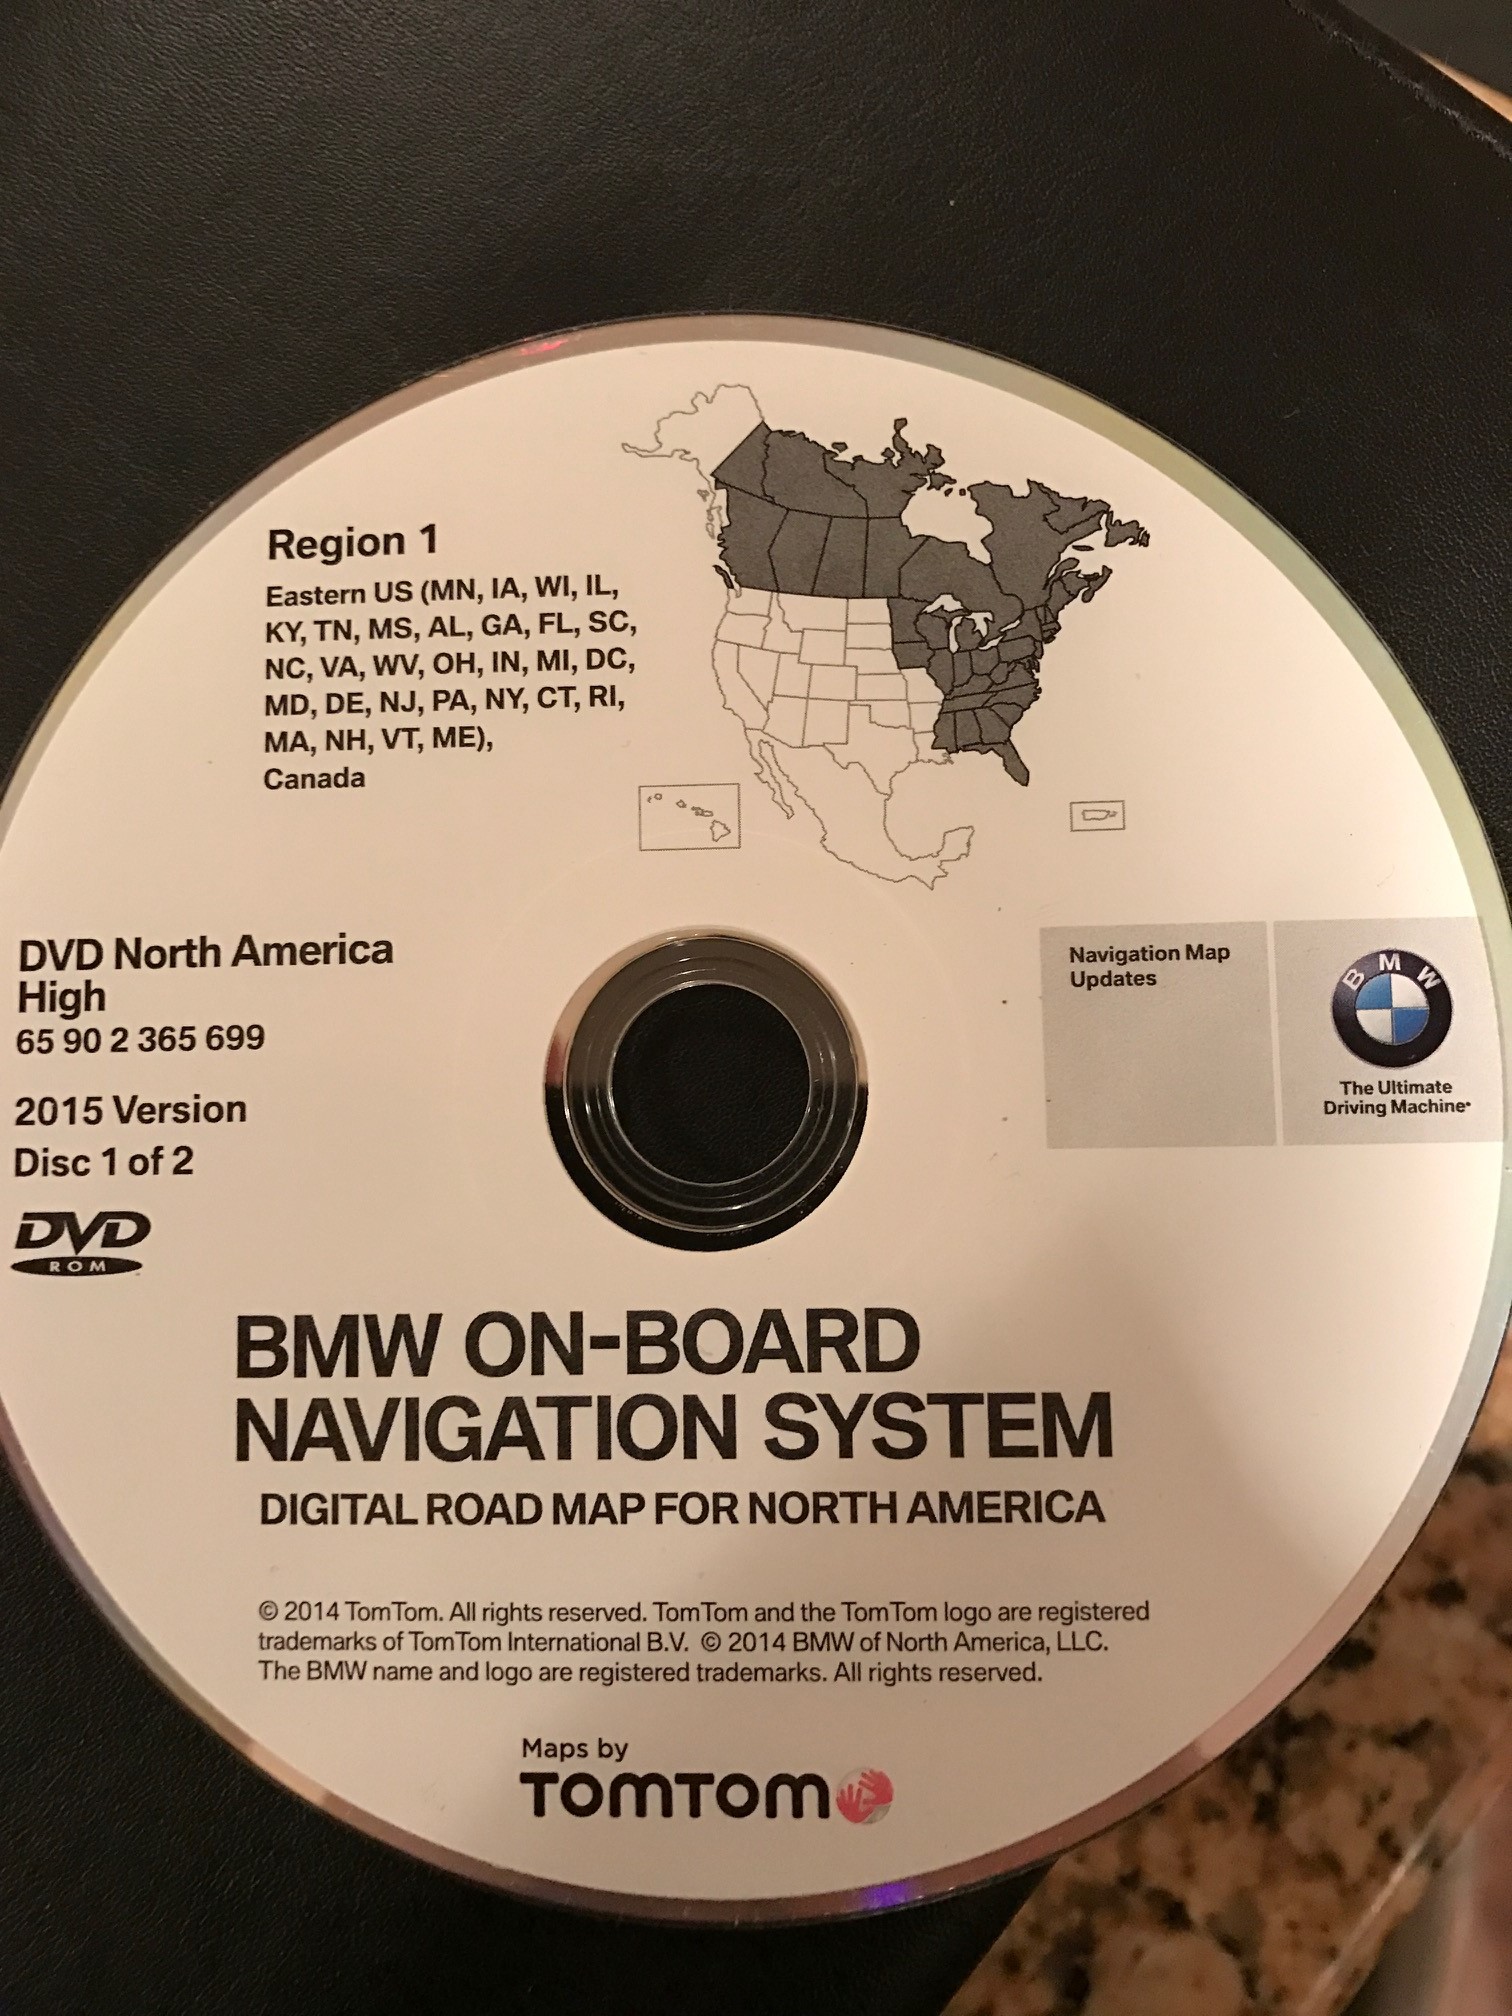 Region 1
Eastern US (MN, IA, WI, IL,
KY, TN, MS, AL, GA, FL, SC,
NC, VA, WV, OH, IN, MI, DC,
MD, DE, NJ, PA, NY, CT, RI,
MA, NH, VT, ME),
Canada
DVD North America
High
65 90 2 365 699
2015 Version
Disc 1 of 2
DVD
ROM
Navigation Map
Updates
BMW
The Ultimate
Driving Machine®
BMW ON-BOARD
NAVIGATION SYSTEM
DIGITAL ROAD MAP FOR NORTH AMERICA
© 2014 TomTom. All rights reserved. TomTom and the TomTom logo are registered
trademarks of TomTom International B.V. © 2014 BMW of North America, LLC.
The BMW name and logo are registered trademarks. All rights reserved.
Maps by
TOMTOM